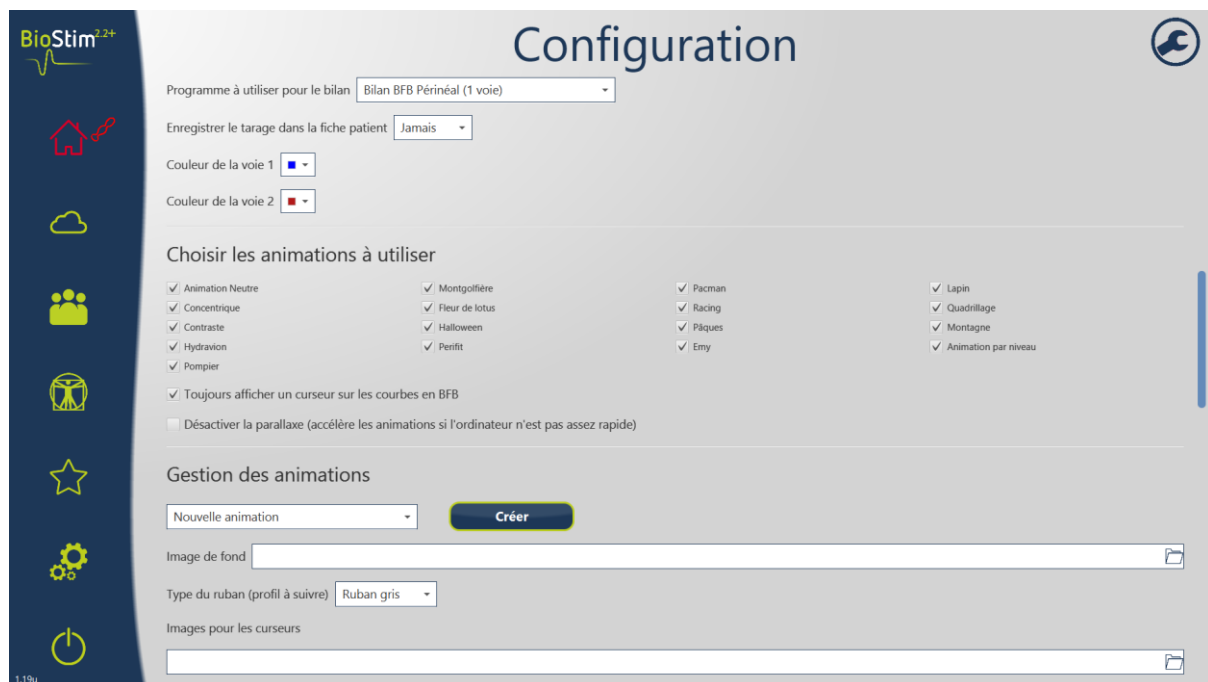 BioStim2.2+
Configuration
Programme à utiliser pour le bilan Bilan BFB Périnéal (1 voie)
Enregistrer le tarage dans la fiche patient Jamais
Couleur de la voie 1
Couleur de la voie 2
Choisir les animations à utiliser
Animation Neutre Montgolfière Pacman Lapin
Concentrique Fleur de lotus Racing Quadrillage
Contraste Halloween Pâques Montagne
Hydravion Perifit Emy Animation par niveau
Pompier
Toujours afficher un curseur sur les courbes en BFB
Désactiver la parallaxe (accélère les animations si l'ordinateur n'est pas assez rapide)
Gestion des animations
Nouvelle animation Créer
Image de fond
Type du ruban (profil à suivre) Ruban gris
Images pour les curseurs
1.19u